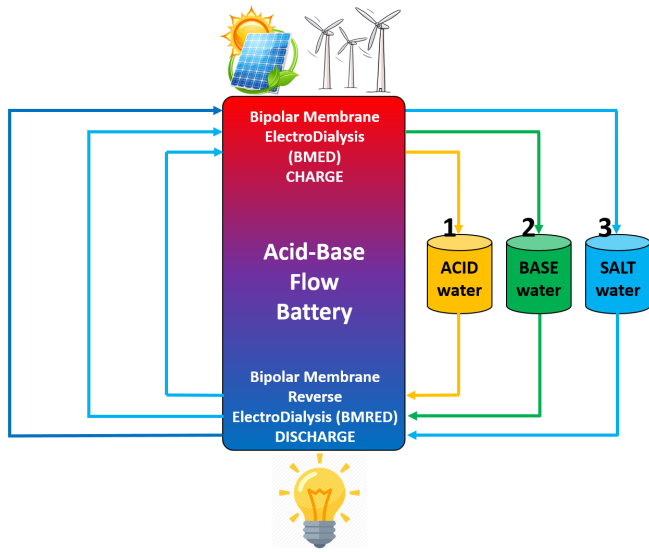 Bipolar Membrane
ElectroDialysis
(BMED)
CHARGE
Acid-Base
Flow
Battery
Bipolar Membrane
Reverse
ElectroDialysis (BMRED)
DISCHARGE
1
ACID
water
2
BASE
water
3
SALT
water